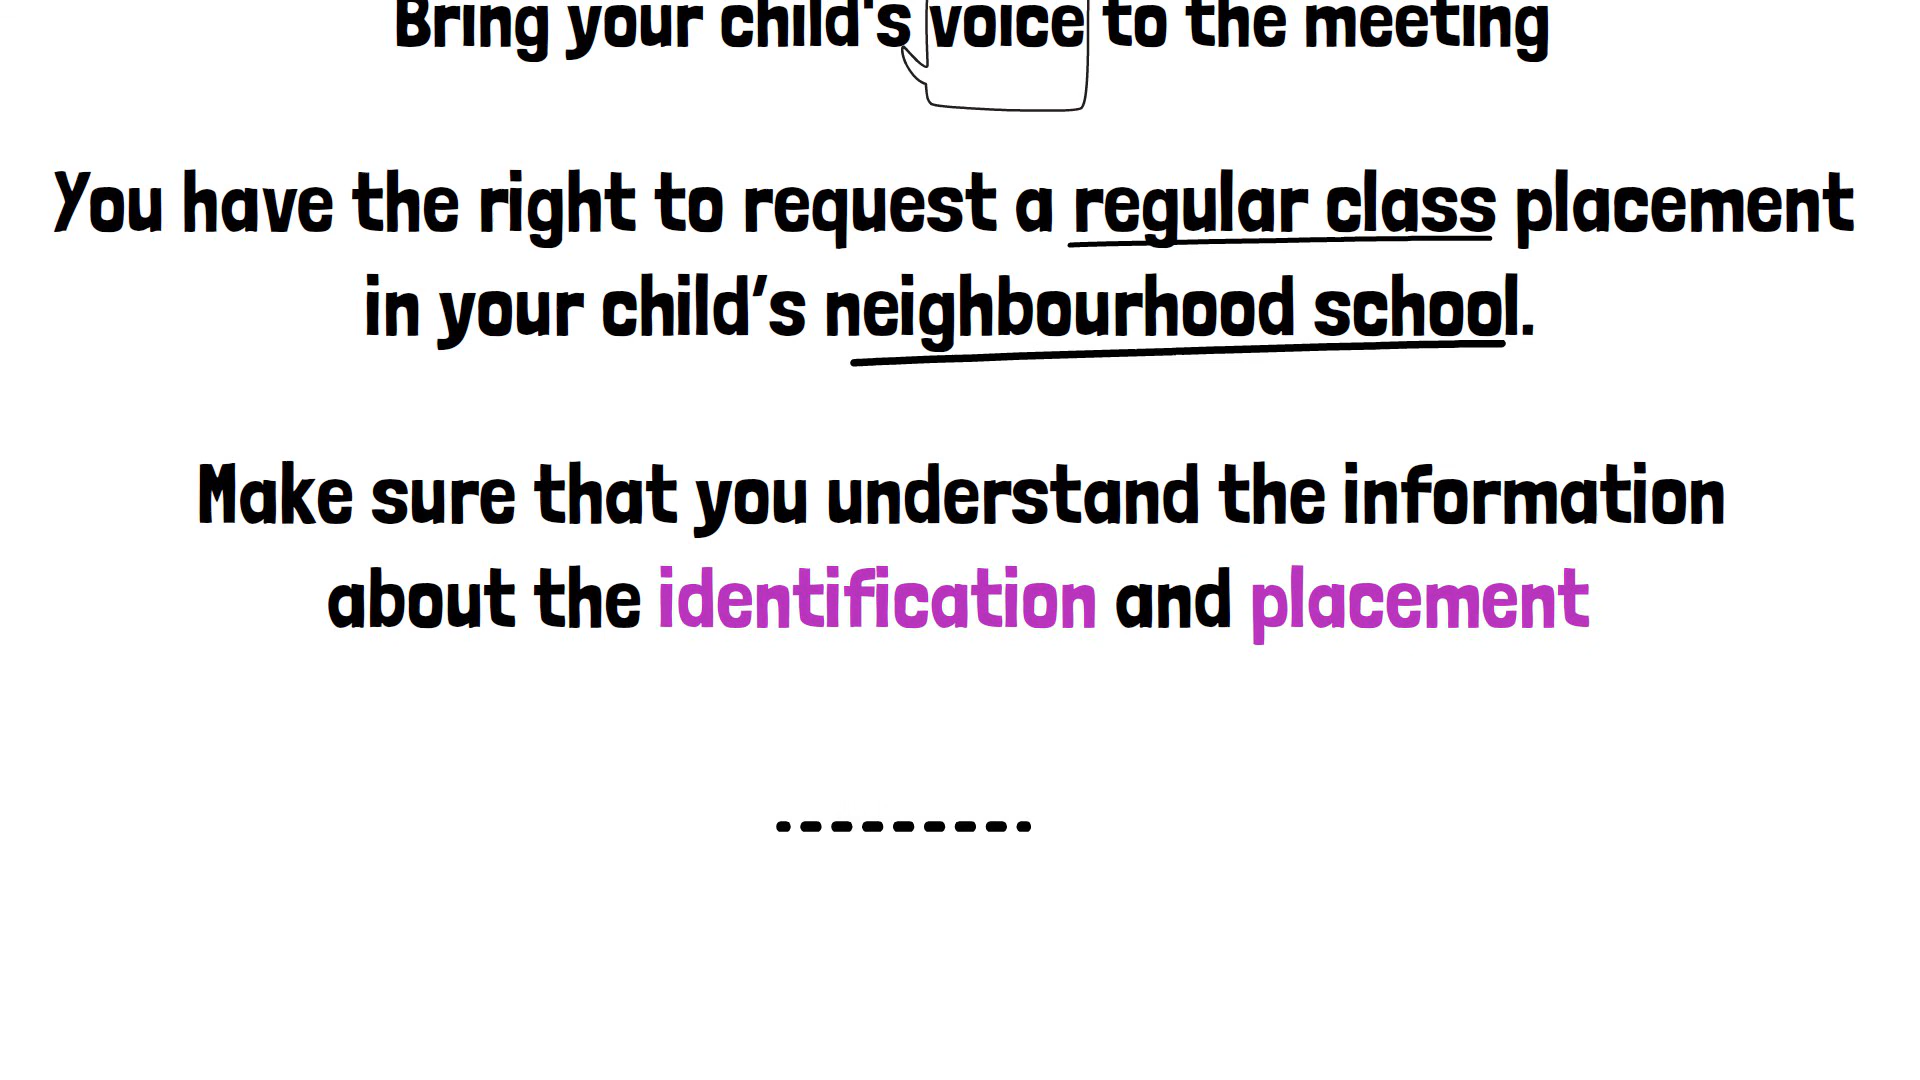 Bring your child's voice to the meeting
You have the right to request a regular class placement
in your child’s neighbourhood school.
Make sure that you understand the information
about the identification and placement